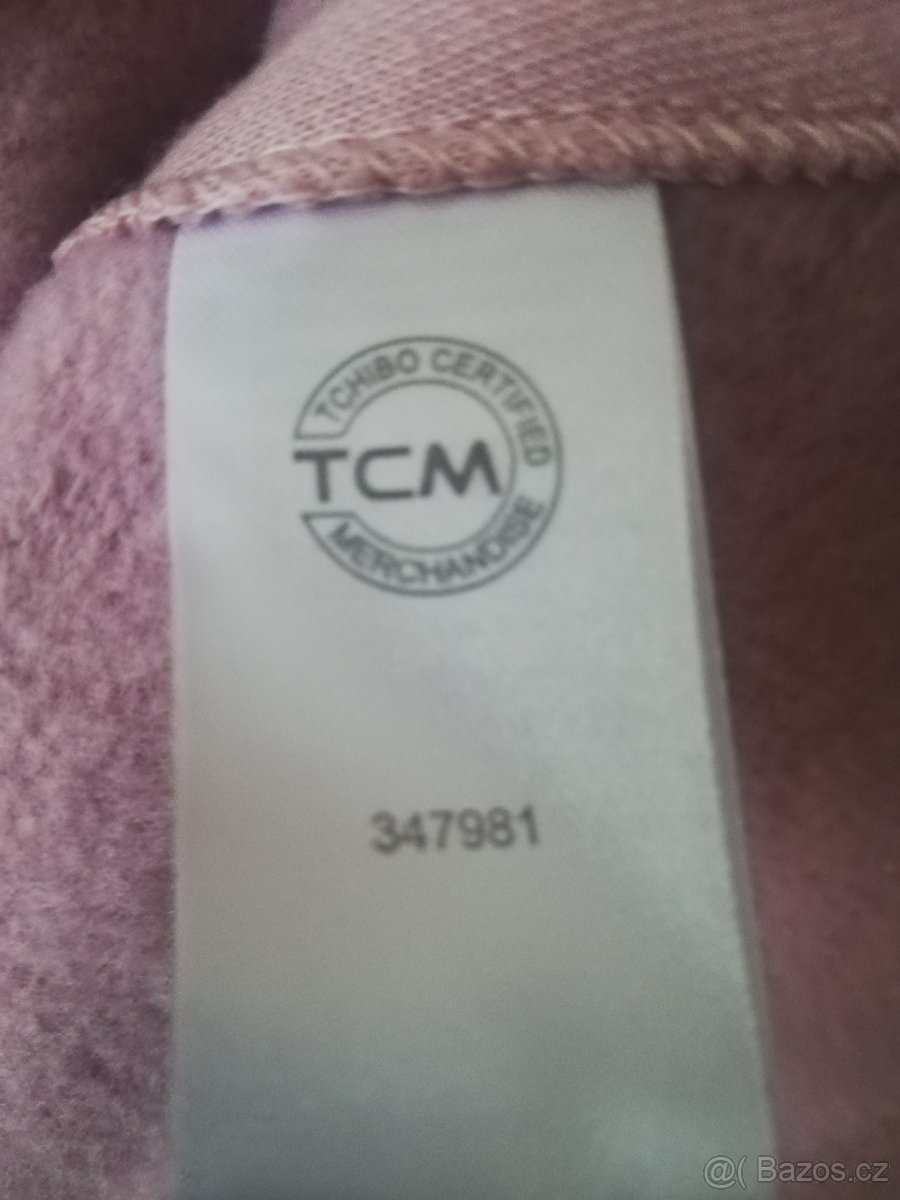 TCHIBO CERTIFIED
TCM
MERCHANDISE
347981
@( Bazos.cz